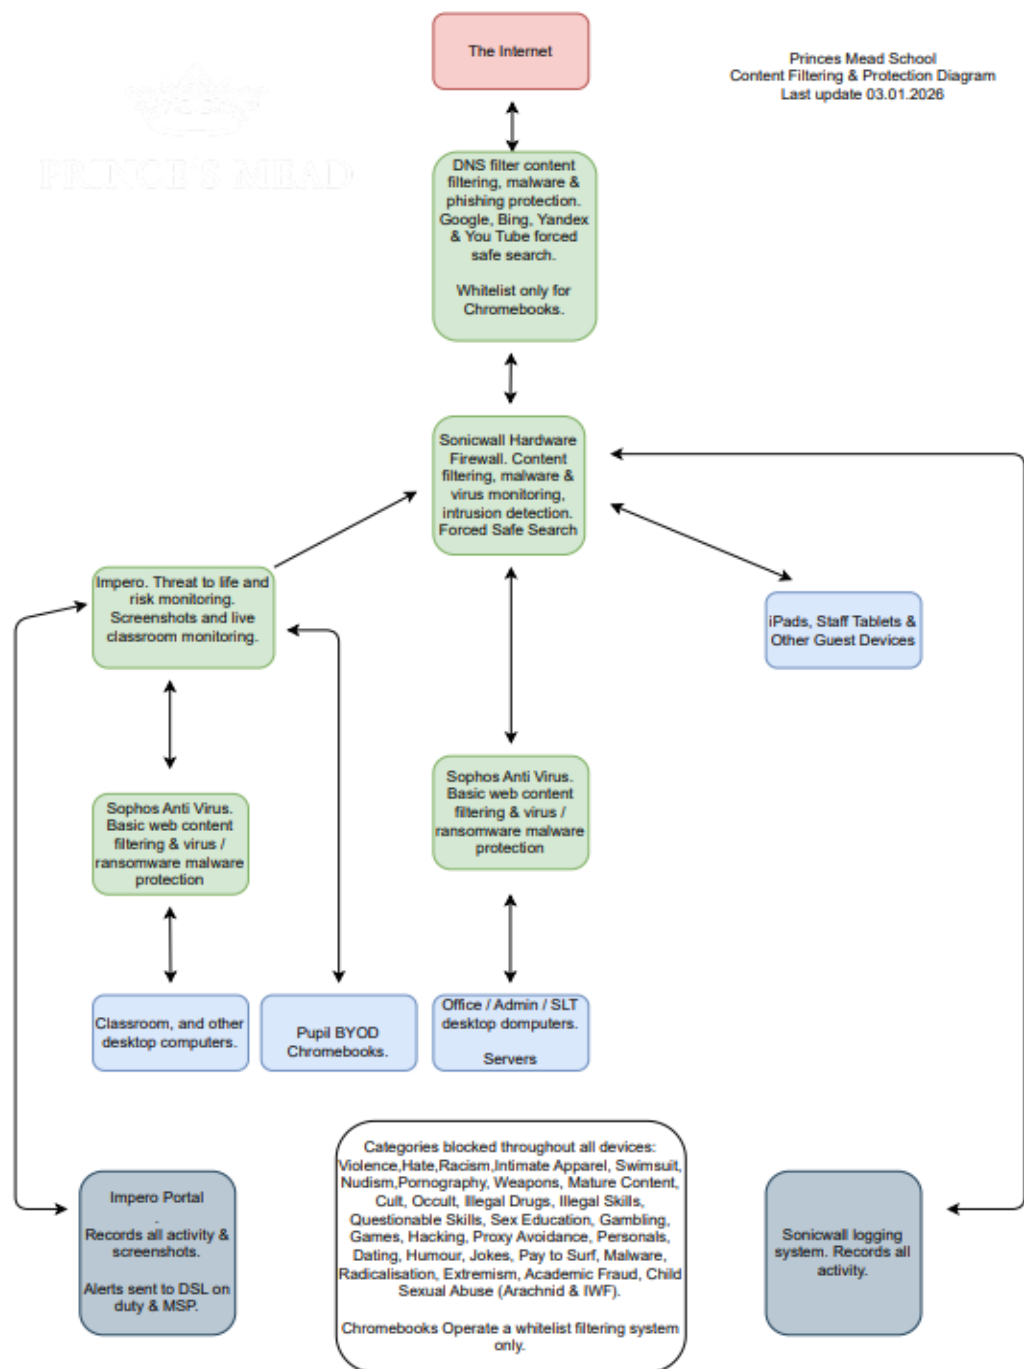 The Internet
Princes Mead School
Content Filtering & Protection Diagram
Last update 03.01.2026
PRINCE'S MEAD
DNS filter content
filtering, malware &
phishing protection.
Google, Bing, Yandex
& You Tube forced
safe search.
Whitelist only for
Chromebooks.
Sonicwall Hardware
Firewall. Content
filtering, malware &
virus monitoring,
intrusion detection.
Forced Safe Search
Impero. Threat to life and
risk monitoring.
Screenshots and live
classroom monitoring.
iPads, Staff Tablets &
Other Guest Devices
Sophos Anti Virus.
Basic web content
filtering & virus /
ransomware malware
protection
Sophos Anti Virus.
Basic web content
filtering & virus /
ransomware malware
protection
Classroom, and other
desktop computers.
Pupil BYOD
Chromebooks.
Office / Admin / SLT
desktop domputers.
Servers
Impero Portal
.
Records all activity &
screenshots.
Alerts sent to DSL on
duty & MSP.
Categories blocked throughout all devices:
Violence,Hate,Racism,Intimate Apparel, Swimsuit,
Nudism,Pornography, Weapons, Mature Content,
Cult, Occult, Illegal Drugs, Illegal Skills,
Questionable Skills, Sex Education, Gambling,
Games, Hacking, Proxy Avoidance, Personals,
Dating, Humour, Jokes, Pay to Surf, Malware,
Radicalisation, Extremism, Academic Fraud, Child
Sexual Abuse (Arachnid & IWF).
Chromebooks Operate a whitelist filtering system
only.
Sonicwall logging
system. Records all
activity.